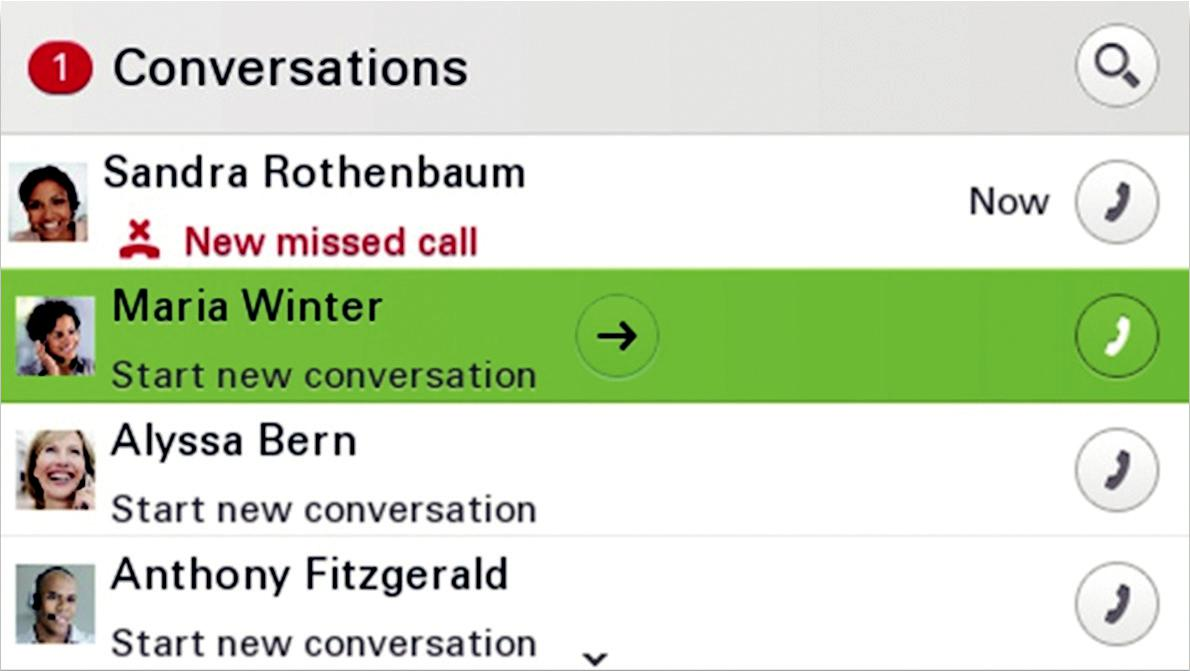 1 Conversations
Sandra Rothenbaum
Now
New missed call
Maria Winter
Start new conversation
Alyssa Bern
Start new conversation
Anthony Fitzgerald
Start new conversation